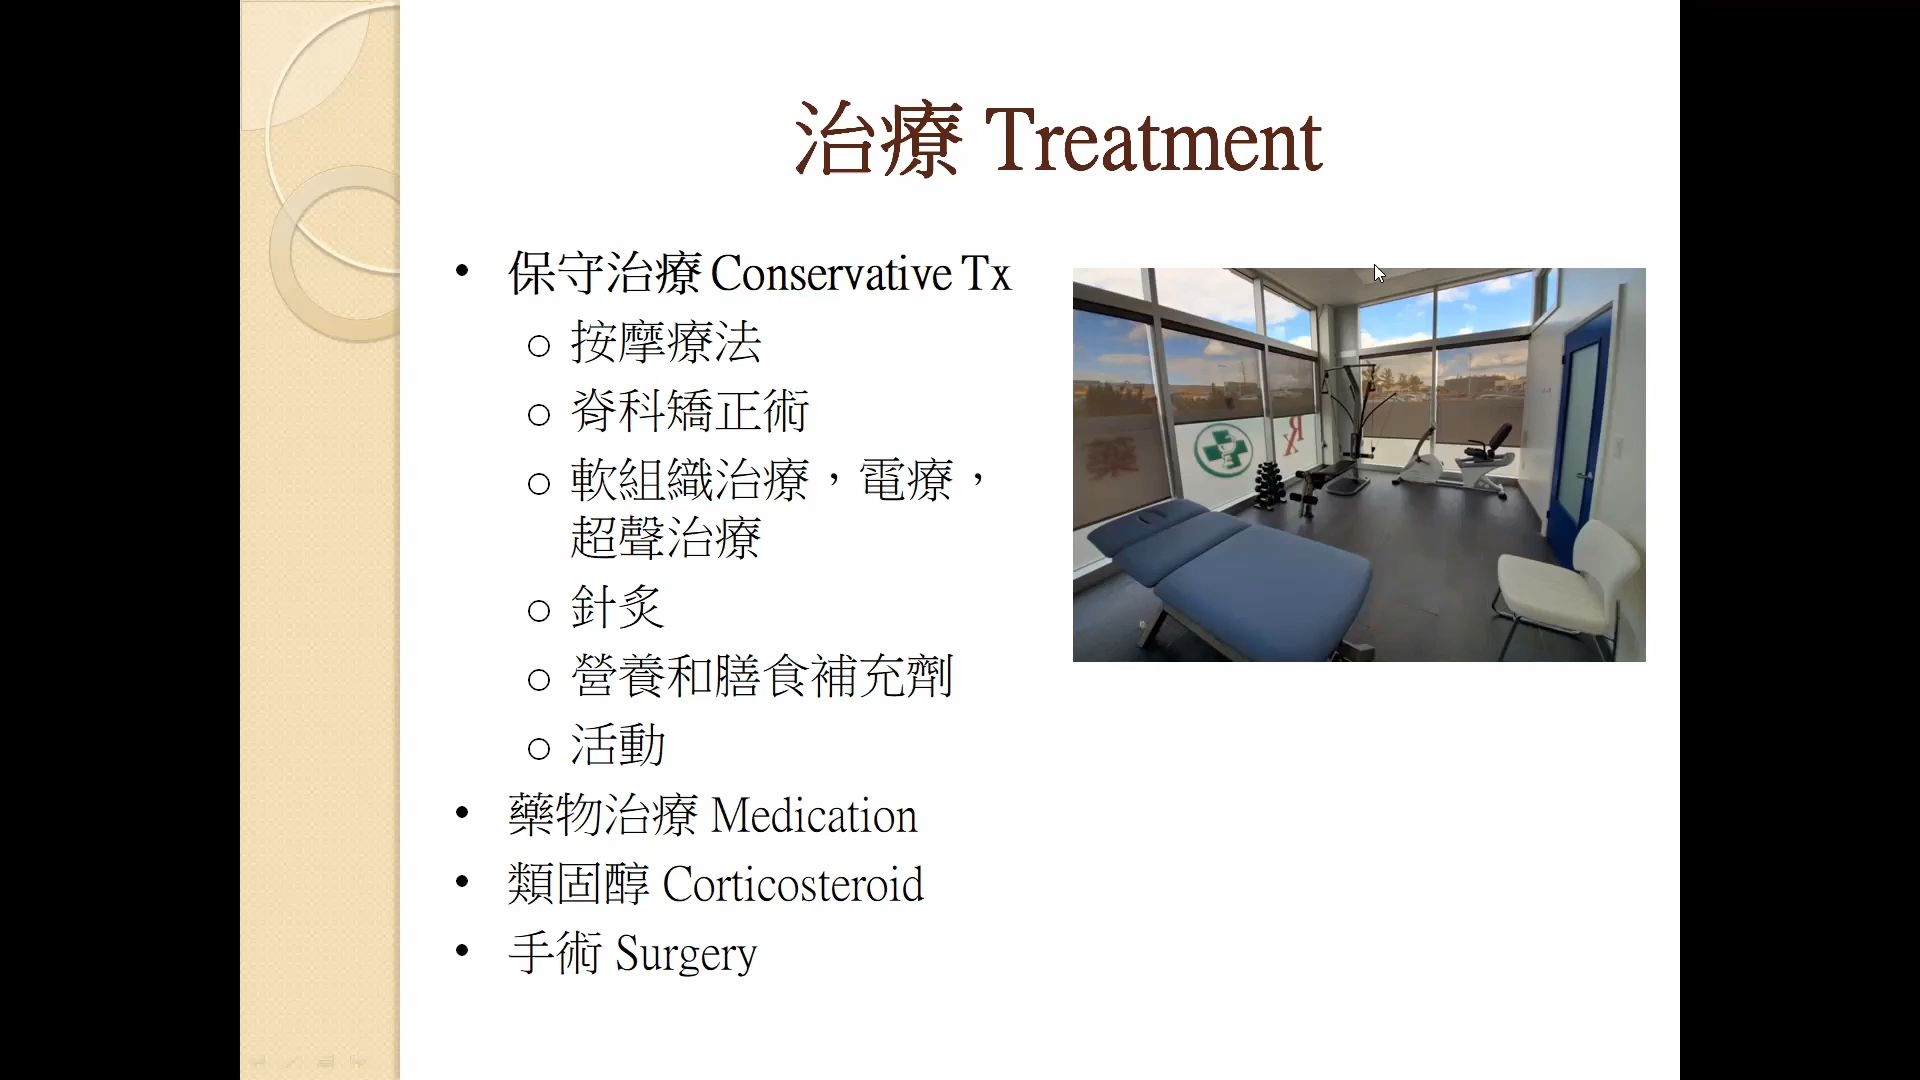 治療 Treatment
• 保守治療 Conservative Tx
○ 按摩療法
○ 脊科矯正術
○ 軟組織治療，電療，
超聲治療
○ 針炙
○ 營養和膳食補充劑
○ 活動
• 藥物治療 Medication
• 類固醇 Corticosteroid
• 手術 Surgery
藥
Rx